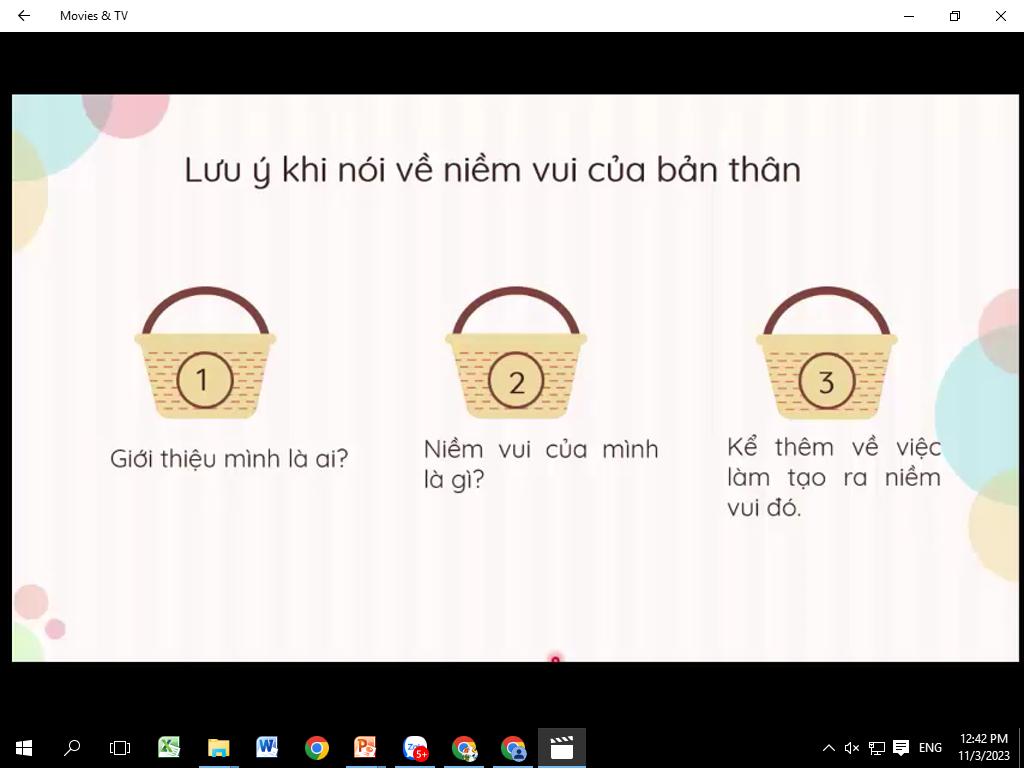 Movies & TV
Lưu ý khi nói về niềm vui của bản thân
1
2
3
Giới thiệu mình là ai?
Niềm vui của mình
là gì?
Kể thêm về việc
làm tạo ra niềm
vui đó.
5+
ENG
12:42 PM
11/3/2023